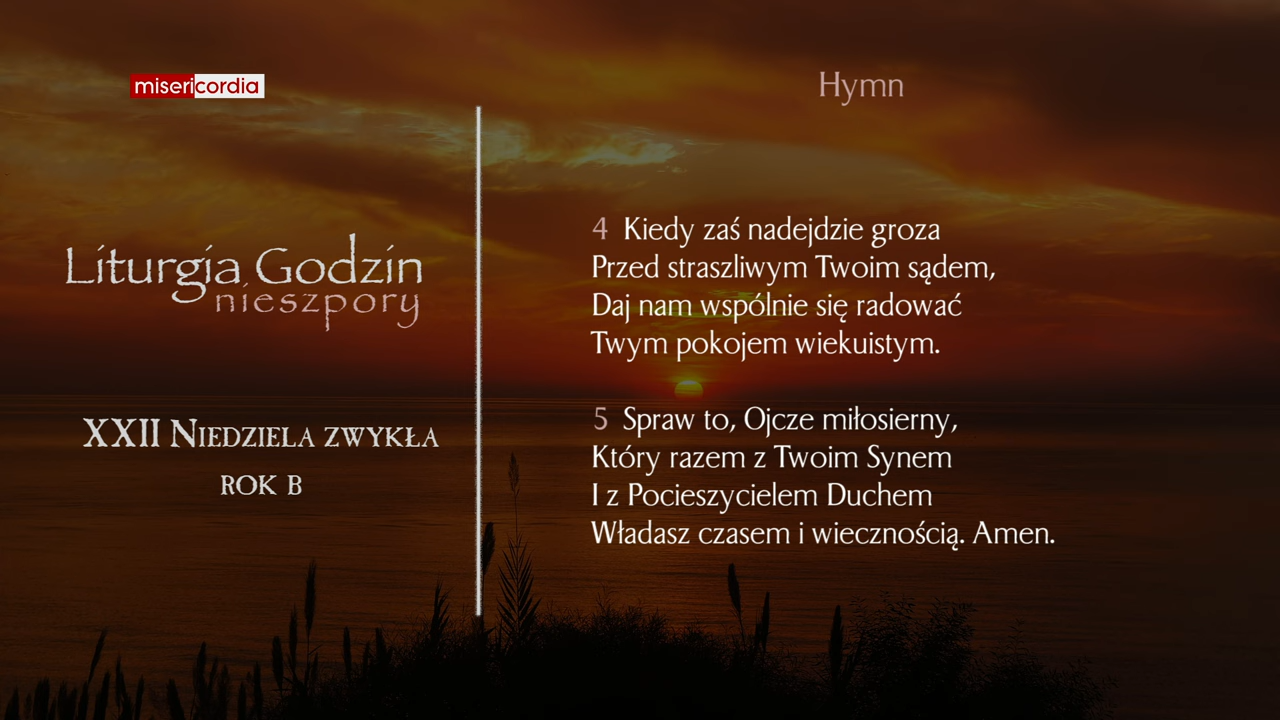 misericordia
Liturgia Godzin
nieszpory
XXII Niedziela zwykła
rok B
Hymn
4 Kiedy zaś nadejdzie groza
Przed straszliwym Twoim sądem,
Daj nam wspólnie się radować
Twym pokojem wiekuistym.
5 Spraw to, Ojcze miłosierny,
Który razem z Twoim Synem
I z Pocieszycielem Duchem
Władasz czasem i wiecznością. Amen.